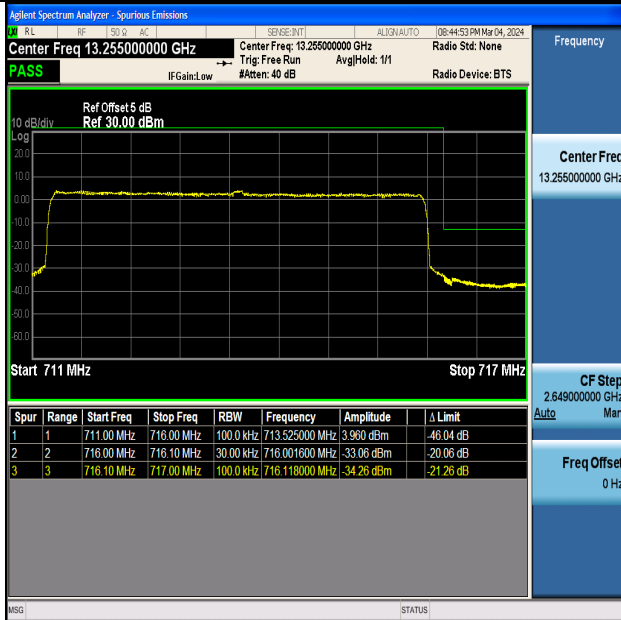 Agilent Spectrum Analyzer - Spurious Emissions
RL RF 50 Ω AC SENSE:INT ALIGN AUTO 08:44:53 PM Mar 04, 2024
Center Freq 13.255000000 GHz
Center Freq: 13.255000000 GHz
Radio Std: None
Trig: Free Run Avg|Hold: 1/1
PASS
IFGain:Low
#Atten: 40 dB
Radio Device: BTS
Ref Offset 5 dB
10 dB/div Ref 30.00 dBm
Log
20.0
10.0
0.00
-10.0
-20.0
-30.0
-40.0
-50.0
-60.0
Start 711 MHz Stop 717 MHz
Spur Range Start Freq Stop Freq RBW Frequency Amplitude Δ Limit
1 1 711.00 MHz 716.00 MHz 100.0 kHz 713.525000 MHz 3.960 dBm -46.04 dB
2 2 716.00 MHz 716.10 MHz 30.00 kHz 716.001600 MHz -33.06 dBm -20.06 dB
3 3 716.10 MHz 717.00 MHz 100.0 kHz 716.118000 MHz -34.26 dBm -21.26 dB
MSG STATUS
Frequency
Center Freq
13.255000000 GHz
CF Step
2.649000000 GHz
Auto Man
Freq Offset
0 Hz